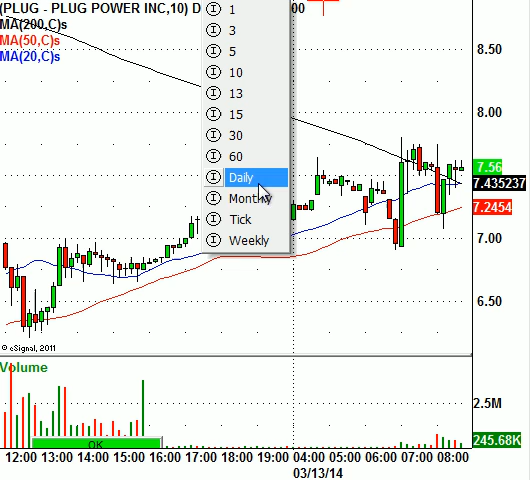 (PLUG - PLUG POWER INC,10) D 00
MA(200,C)s
MA(50,C)s
MA(20,C)s
1
3
5
10
13
15
30
60
Daily
Monthly
Tick
Weekly
8.50
8.00
7.56
7.435237
7.2454
7.00
6.50
© eSignal, 2011
Volume
2.5M
245.68K
OK
12:00 13:00 14:00 15:00 16:00 17:00 18:00 19:00 04:00 05:00 06:00 07:00 08:00
03/13/14